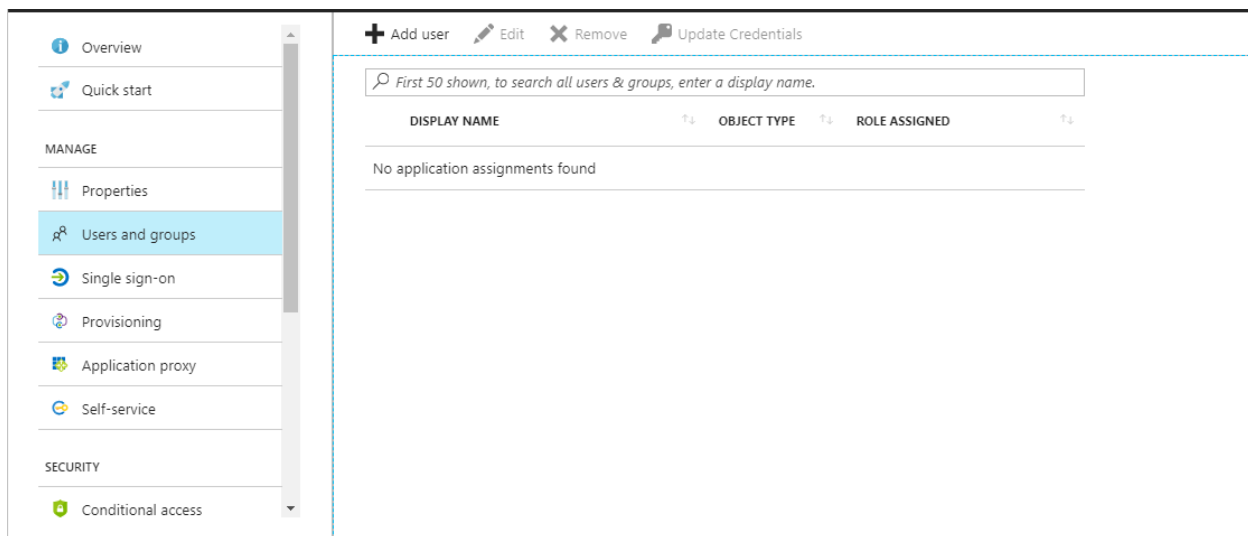 Overview
Quick start
MANAGE
Properties
Users and groups
Single sign-on
Provisioning
Application proxy
Self-service
SECURITY
Conditional access
Add user Edit Remove Update Credentials
First 50 shown, to search all users & groups, enter a display name.
DISPLAY NAME OBJECT TYPE ROLE ASSIGNED
No application assignments found